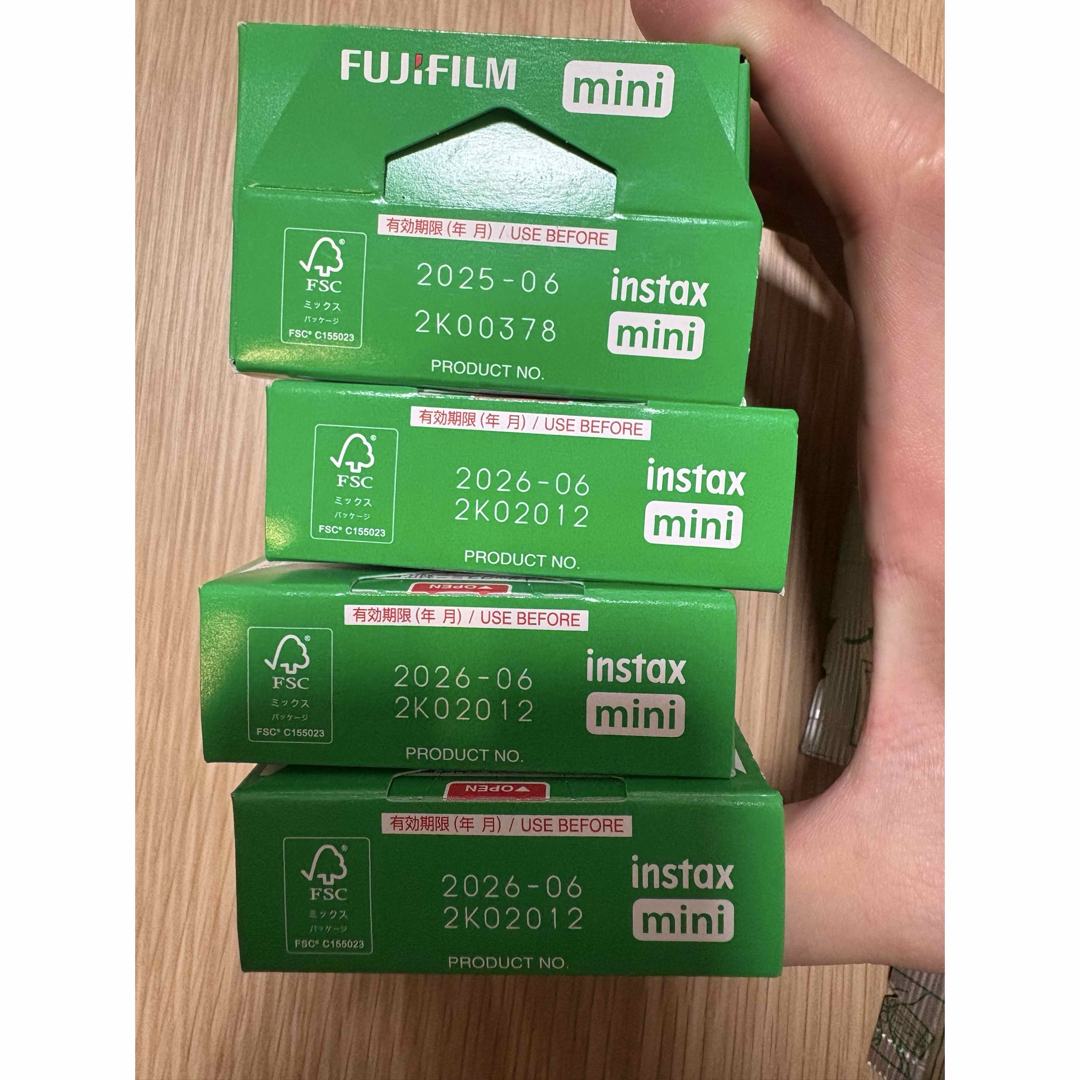 FUJIFILM mini
有効期限 (年 月) / USE BEFORE
FSC®
ミックス
パッケージ
FSC® C155023
2025-06
2K00378
PRODUCT NO.
instax
mini
有効期限 (年 月) / USE BEFORE
FSC®
ミックス
パッケージ
FSC® C155023
2026-06
2K02012
PRODUCT NO.
instax
mini
OPEN
有効期限 (年 月) / USE BEFORE
FSC®
ミックス
パッケージ
FSC® C155023
2026-06
2K02012
PRODUCT NO.
instax
mini
▲OPEN
有効期限 (年 月) / USE BEFORE
FSC®
ミックス
パッケージ
FSC® C155023
2026-06
2K02012
PRODUCT NO.
instax
mini